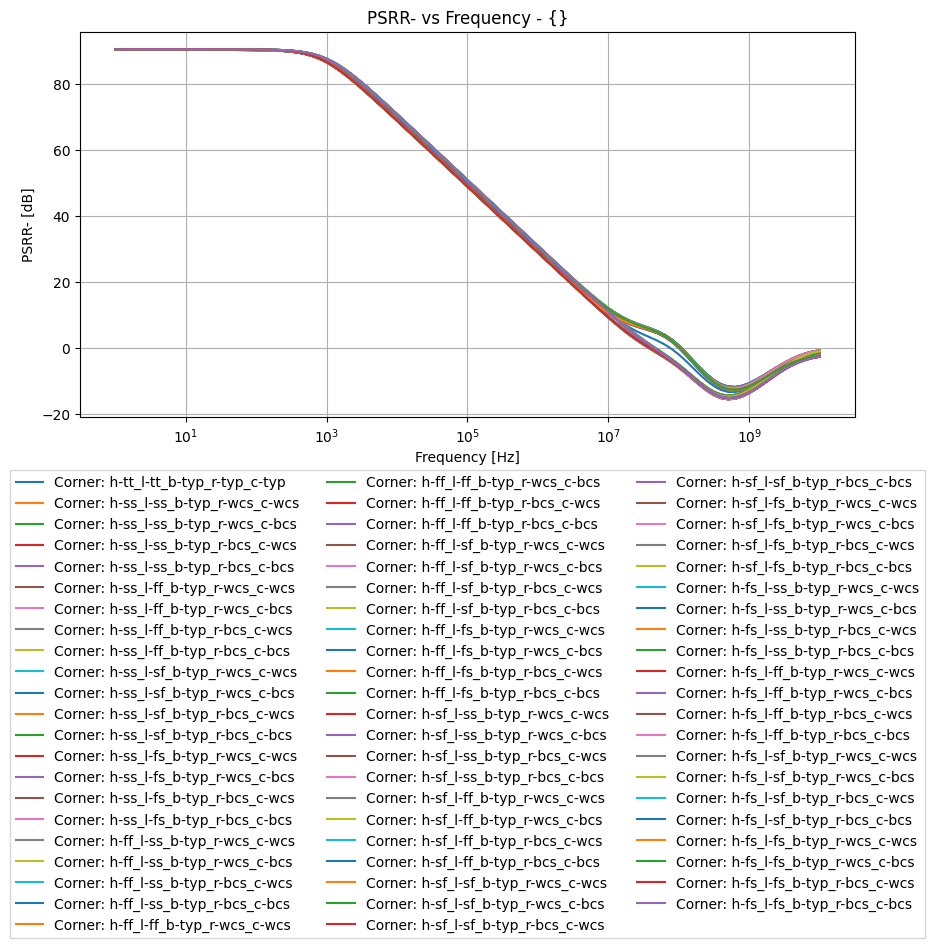 PSRR- vs Frequency - {}
PSRR- [dB]
80
60
40
20
0
−20
10^1
10^3
10^5
10^7
10^9
Frequency [Hz]
Corner: h-tt_l-tt_b-typ_r-typ_c-typ
Corner: h-ss_l-ss_b-typ_r-wcs_c-wcs
Corner: h-ss_l-ss_b-typ_r-wcs_c-bcs
Corner: h-ss_l-ss_b-typ_r-bcs_c-wcs
Corner: h-ss_l-ss_b-typ_r-bcs_c-bcs
Corner: h-ss_l-ff_b-typ_r-wcs_c-wcs
Corner: h-ss_l-ff_b-typ_r-wcs_c-bcs
Corner: h-ss_l-ff_b-typ_r-bcs_c-wcs
Corner: h-ss_l-ff_b-typ_r-bcs_c-bcs
Corner: h-ss_l-sf_b-typ_r-wcs_c-wcs
Corner: h-ss_l-sf_b-typ_r-wcs_c-bcs
Corner: h-ss_l-sf_b-typ_r-bcs_c-wcs
Corner: h-ss_l-sf_b-typ_r-bcs_c-bcs
Corner: h-ss_l-fs_b-typ_r-wcs_c-wcs
Corner: h-ss_l-fs_b-typ_r-wcs_c-bcs
Corner: h-ss_l-fs_b-typ_r-bcs_c-wcs
Corner: h-ss_l-fs_b-typ_r-bcs_c-bcs
Corner: h-ff_l-ss_b-typ_r-wcs_c-wcs
Corner: h-ff_l-ss_b-typ_r-wcs_c-bcs
Corner: h-ff_l-ss_b-typ_r-bcs_c-wcs
Corner: h-ff_l-ss_b-typ_r-bcs_c-bcs
Corner: h-ff_l-ff_b-typ_r-wcs_c-wcs
Corner: h-ff_l-ff_b-typ_r-wcs_c-bcs
Corner: h-ff_l-ff_b-typ_r-bcs_c-wcs
Corner: h-ff_l-ff_b-typ_r-bcs_c-bcs
Corner: h-ff_l-sf_b-typ_r-wcs_c-wcs
Corner: h-ff_l-sf_b-typ_r-wcs_c-bcs
Corner: h-ff_l-sf_b-typ_r-bcs_c-wcs
Corner: h-ff_l-sf_b-typ_r-bcs_c-bcs
Corner: h-ff_l-fs_b-typ_r-wcs_c-wcs
Corner: h-ff_l-fs_b-typ_r-wcs_c-bcs
Corner: h-ff_l-fs_b-typ_r-bcs_c-wcs
Corner: h-ff_l-fs_b-typ_r-bcs_c-bcs
Corner: h-sf_l-ss_b-typ_r-wcs_c-wcs
Corner: h-sf_l-ss_b-typ_r-wcs_c-bcs
Corner: h-sf_l-ss_b-typ_r-bcs_c-wcs
Corner: h-sf_l-ss_b-typ_r-bcs_c-bcs
Corner: h-sf_l-ff_b-typ_r-wcs_c-wcs
Corner: h-sf_l-ff_b-typ_r-wcs_c-bcs
Corner: h-sf_l-ff_b-typ_r-bcs_c-wcs
Corner: h-sf_l-ff_b-typ_r-bcs_c-bcs
Corner: h-sf_l-sf_b-typ_r-wcs_c-wcs
Corner: h-sf_l-sf_b-typ_r-wcs_c-bcs
Corner: h-sf_l-sf_b-typ_r-bcs_c-wcs
Corner: h-sf_l-sf_b-typ_r-bcs_c-bcs
Corner: h-sf_l-fs_b-typ_r-wcs_c-wcs
Corner: h-sf_l-fs_b-typ_r-wcs_c-bcs
Corner: h-sf_l-fs_b-typ_r-bcs_c-wcs
Corner: h-sf_l-fs_b-typ_r-bcs_c-bcs
Corner: h-fs_l-ss_b-typ_r-wcs_c-wcs
Corner: h-fs_l-ss_b-typ_r-wcs_c-bcs
Corner: h-fs_l-ss_b-typ_r-bcs_c-wcs
Corner: h-fs_l-ss_b-typ_r-bcs_c-bcs
Corner: h-fs_l-ff_b-typ_r-wcs_c-wcs
Corner: h-fs_l-ff_b-typ_r-wcs_c-bcs
Corner: h-fs_l-ff_b-typ_r-bcs_c-wcs
Corner: h-fs_l-ff_b-typ_r-bcs_c-bcs
Corner: h-fs_l-sf_b-typ_r-wcs_c-wcs
Corner: h-fs_l-sf_b-typ_r-wcs_c-bcs
Corner: h-fs_l-sf_b-typ_r-bcs_c-wcs
Corner: h-fs_l-sf_b-typ_r-bcs_c-bcs
Corner: h-fs_l-fs_b-typ_r-wcs_c-wcs
Corner: h-fs_l-fs_b-typ_r-wcs_c-bcs
Corner: h-fs_l-fs_b-typ_r-bcs_c-wcs
Corner: h-fs_l-fs_b-typ_r-bcs_c-bcs